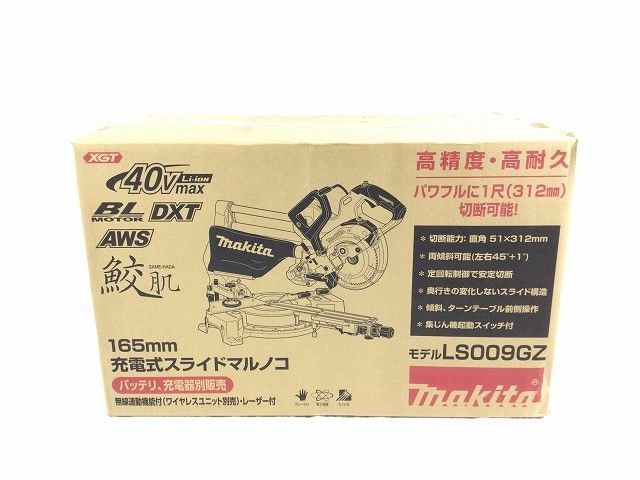 XGT
40Vmax Li-ion
BL MOTOR DXT
AWS
鮫肌
SAME-HADA
165mm
充電式スライドマルノコ
バッテリ、充電器別販売
無線連動機能付(ワイヤレスユニット別売)・レーザー付
makita
高精度・高耐久
パワフルに1尺(312mm)
切断可能!
* 切断能力: 直角 51×312mm
* 両傾斜可能(左右45°+1°)
* 定回転制御で安定切断
* 奥行きの変化しないスライド構造
* 傾斜、ターンテーブル前側操作
* 集じん機起動スイッチ付
モデルLS009GZ
makita®